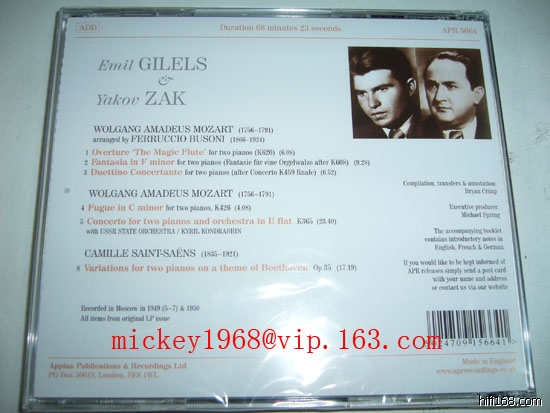 ADD
Duration 68 minutes 23 seconds
APR 5664
Emil GILELS
&
Yakov ZAK
WOLGANG AMADEUS MOZART (1756–1791)
arranged by FERRUCCIO BUSONI (1866–1924)
1 Overture 'The Magic Flute' for two pianos (K620) (6.08)
2 Fantasia in F minor for two pianos (Fantasie für eine Orgelwalze after K608) (9.28)
3 Duettino Concertante for two pianos (after Concerto K459 finale) (6.52)
WOLGANG AMADEUS MOZART (1756–1791)
4 Fugue in C minor for two pianos, K426 (4.08)
5 Concerto for two pianos and orchestra in E flat K365 (23.40)
with USSR STATE ORCHESTRA / KYRIL KONDRASHIN
CAMILLE SAINT-SAËNS (1835–1921)
8 Variations for two pianos on a theme of Beethoven Op.35 (17.19)
Recorded in Moscow in 1949 (5–7) & 1950
All items from original LP issue
Compilation, transfers & annotation:
Bryan Crimp
Executive producer:
Michael Spring
The accompanying booklet
contains introductory notes in
English, French & German
If you would like to be kept informed of
APR releases simply send a post card
with your name and address
or contact us via our website
mickey1968@vip.163.com
24709 156641
Appian Publications & Recordings Ltd
PO Box 50, London, SE6 1WL
Made in England
www.aprrecordings.co.uk
hifi168.com